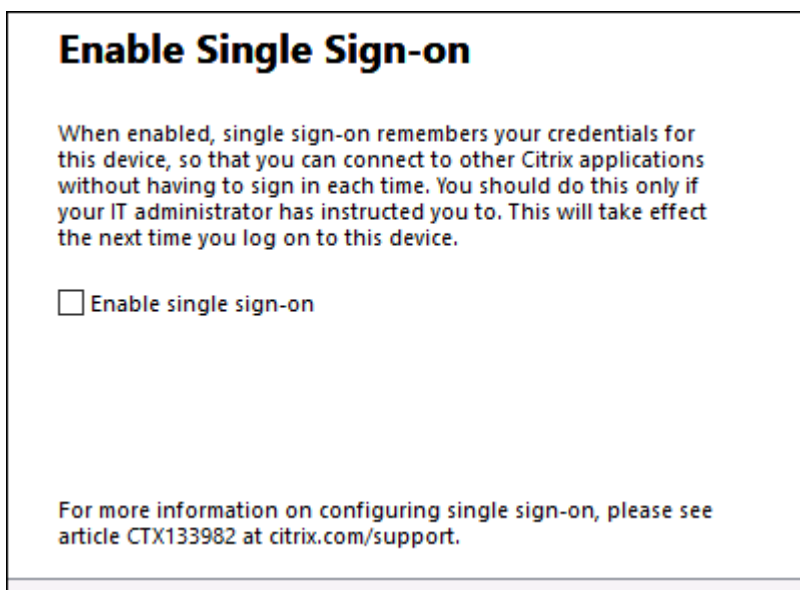 Enable Single Sign-on
When enabled, single sign-on remembers your credentials for
this device, so that you can connect to other Citrix applications
without having to sign in each time. You should do this only if
your IT administrator has instructed you to. This will take effect
the next time you log on to this device.
Enable single sign-on
For more information on configuring single sign-on, please see
article CTX133982 at citrix.com/support.